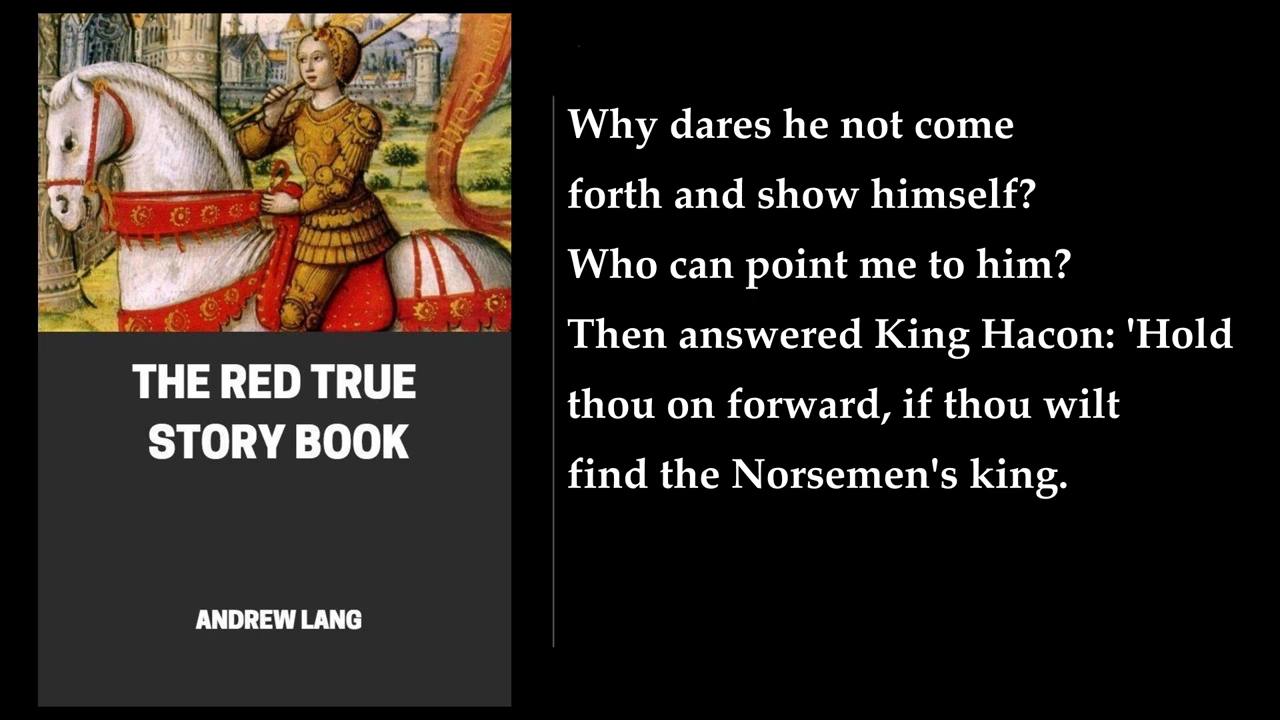 THE RED TRUE
STORY BOOK
ANDREW LANG
Why dares he not come
forth and show himself?
Who can point me to him?
Then answered King Hacon: 'Hold
thou on forward, if thou wilt
find the Norsemen's king.